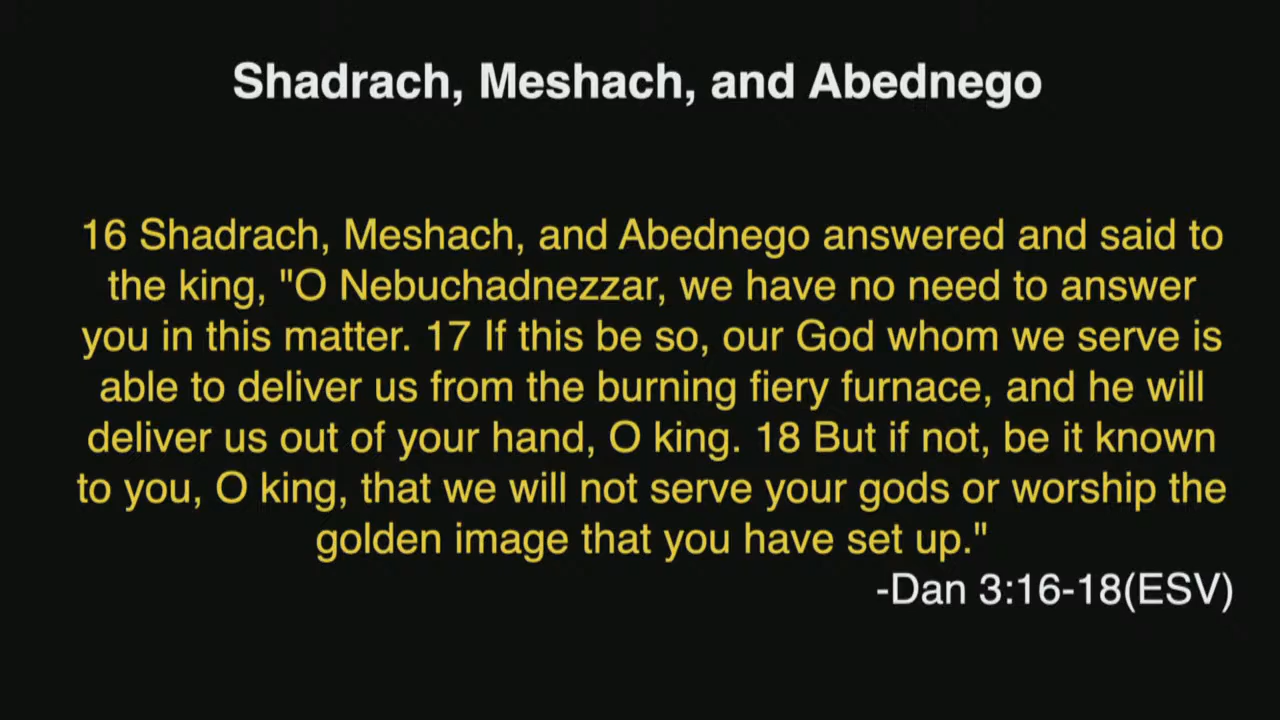 Shadrach, Meshach, and Abednego
16 Shadrach, Meshach, and Abednego answered and said to
the king, "O Nebuchadnezzar, we have no need to answer
you in this matter. 17 If this be so, our God whom we serve is
able to deliver us from the burning fiery furnace, and he will
deliver us out of your hand, O king. 18 But if not, be it known
to you, O king, that we will not serve your gods or worship the
golden image that you have set up."
-Dan 3:16-18(ESV)